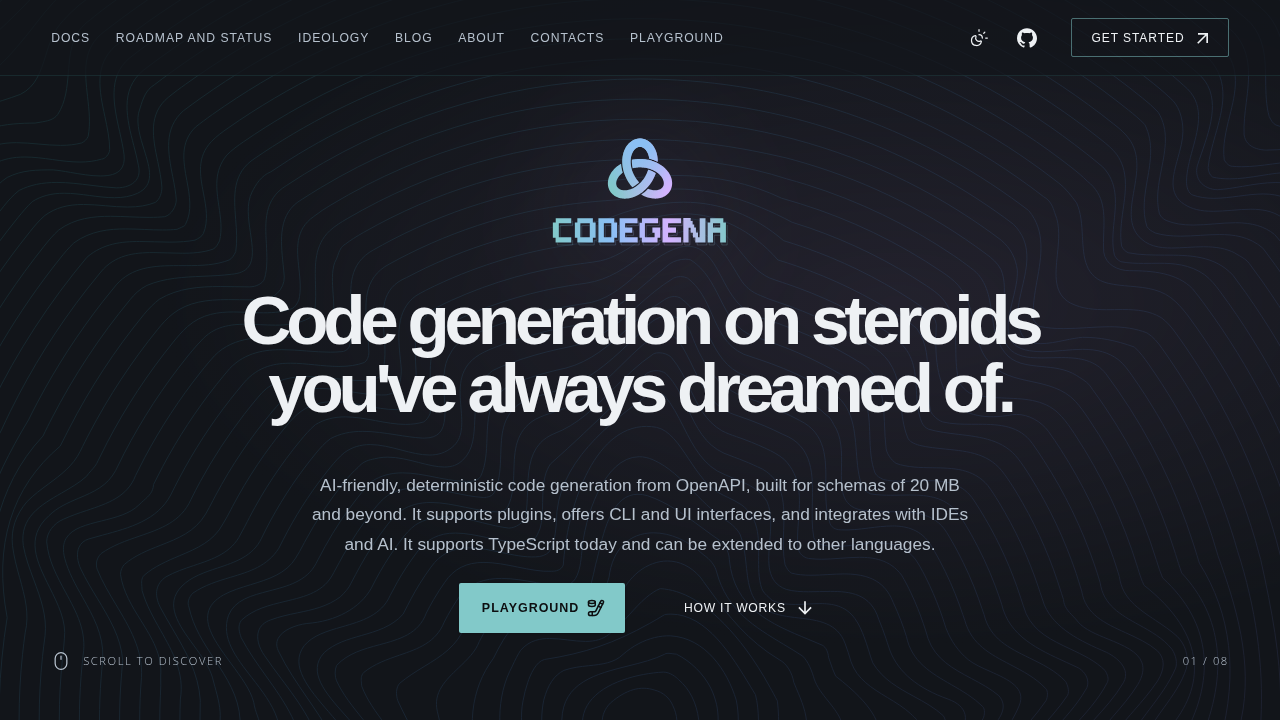 DOCS ROADMAP AND STATUS IDEOLOGY BLOG ABOUT CONTACTS PLAYGROUND GET STARTED
CODEGENA
Code generation on steroids
you've always dreamed of.
AI-friendly, deterministic code generation from OpenAPI, built for schemas of 20 MB
and beyond. It supports plugins, offers CLI and UI interfaces, and integrates with IDEs
and AI. It supports TypeScript today and can be extended to other languages.
PLAYGROUND HOW IT WORKS
SCROLL TO DISCOVER 01 / 08